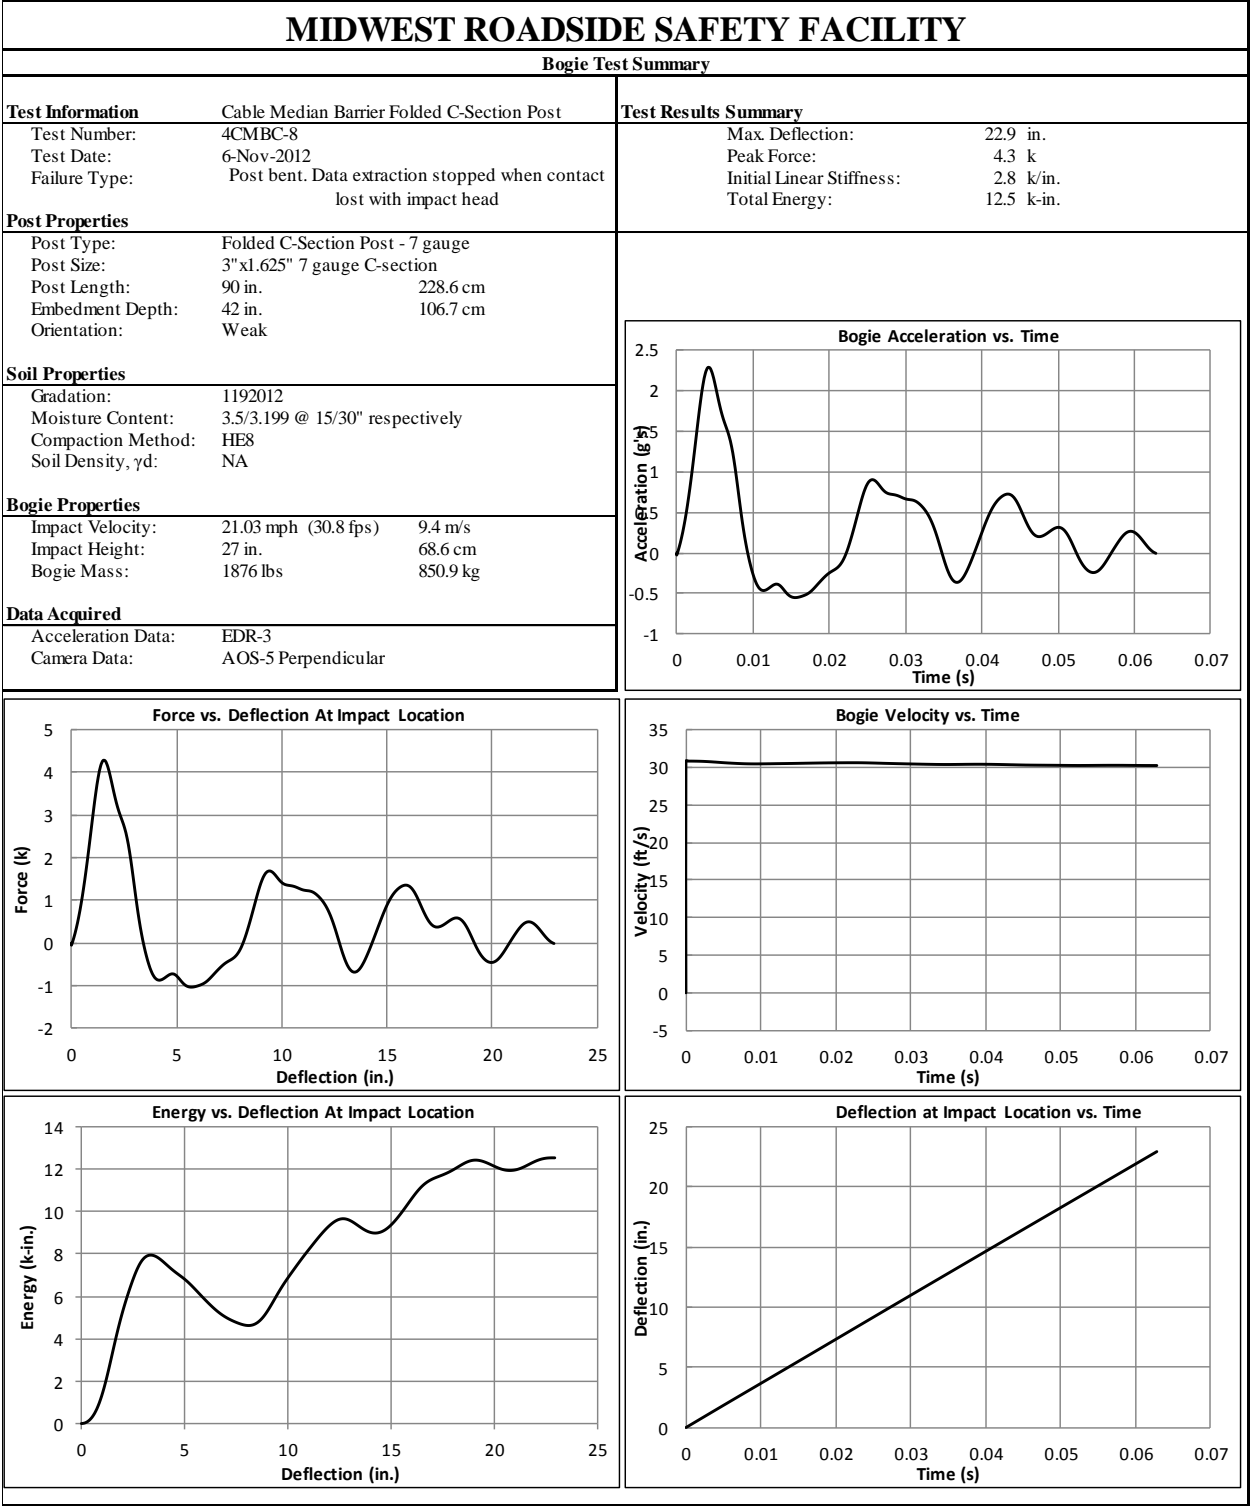 MIDWEST ROADSIDE SAFETY FACILITY
Bogie Test Summary
Test Information Cable Median Barrier Folded C-Section Post
Test Number: 4CMBC-8
Test Date: 6-Nov-2012
Failure Type: Post bent. Data extraction stopped when contact
lost with impact head
Post Properties
Post Type: Folded C-Section Post - 7 gauge
Post Size: 3"x1.625" 7 gauge C-section
Post Length: 90 in. 228.6 cm
Embedment Depth: 42 in. 106.7 cm
Orientation: Weak
Soil Properties
Gradation: 1192012
Moisture Content: 3.5/3.199 @ 15/30" respectively
Compaction Method: HE8
Soil Density, γd: NA
Bogie Properties
Impact Velocity: 21.03 mph (30.8 fps) 9.4 m/s
Impact Height: 27 in. 68.6 cm
Bogie Mass: 1876 lbs 850.9 kg
Data Acquired
Acceleration Data: EDR-3
Camera Data: AOS-5 Perpendicular
Test Results Summary
Max. Deflection: 22.9 in.
Peak Force: 4.3 k
Initial Linear Stiffness: 2.8 k/in.
Total Energy: 12.5 k-in.
Bogie Acceleration vs. Time
Acceleration (g's)
2.5
2
1.5
1
0.5
0
-0.5
-1
0 0.01 0.02 0.03 0.04 0.05 0.06 0.07
Time (s)
Force vs. Deflection At Impact Location
Force (k)
5
4
3
2
1
0
-1
-2
0 5 10 15 20 25
Deflection (in.)
Bogie Velocity vs. Time
Velocity (ft/s)
35
30
25
20
15
10
5
0
-5
0 0.01 0.02 0.03 0.04 0.05 0.06 0.07
Time (s)
Energy vs. Deflection At Impact Location
Energy (k-in.)
14
12
10
8
6
4
2
0
0 5 10 15 20 25
Deflection (in.)
Deflection at Impact Location vs. Time
Deflection (in.)
25
20
15
10
5
0
0 0.01 0.02 0.03 0.04 0.05 0.06 0.07
Time (s)